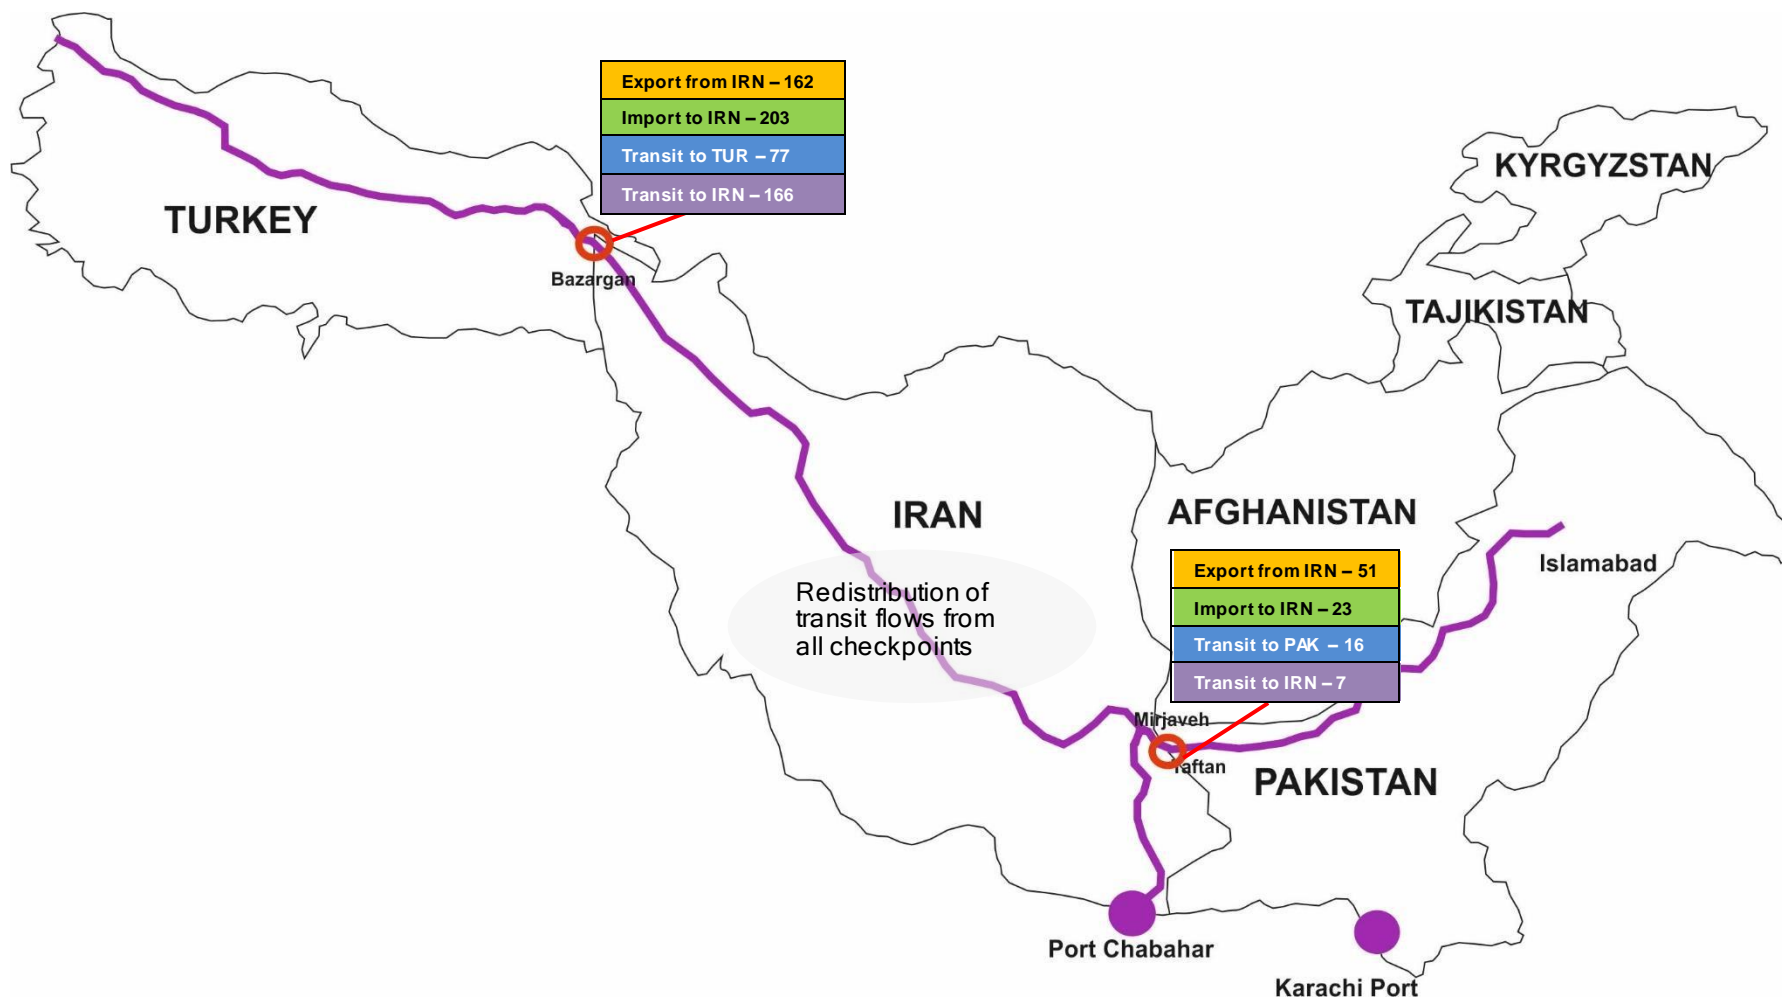 Export from IRN – 162
Import to IRN – 203
Transit to TUR – 77
Transit to IRN – 166
KYRGYZSTAN
TURKEY
Bazargan
TAJIKISTAN
IRAN
AFGHANISTAN
Islamabad
Export from IRN – 51
Import to IRN – 23
Transit to PAK – 16
Transit to IRN – 7
Redistribution of
transit flows from
all checkpoints
Mirjaveh
Taftan
PAKISTAN
Port Chabahar
Karachi Port